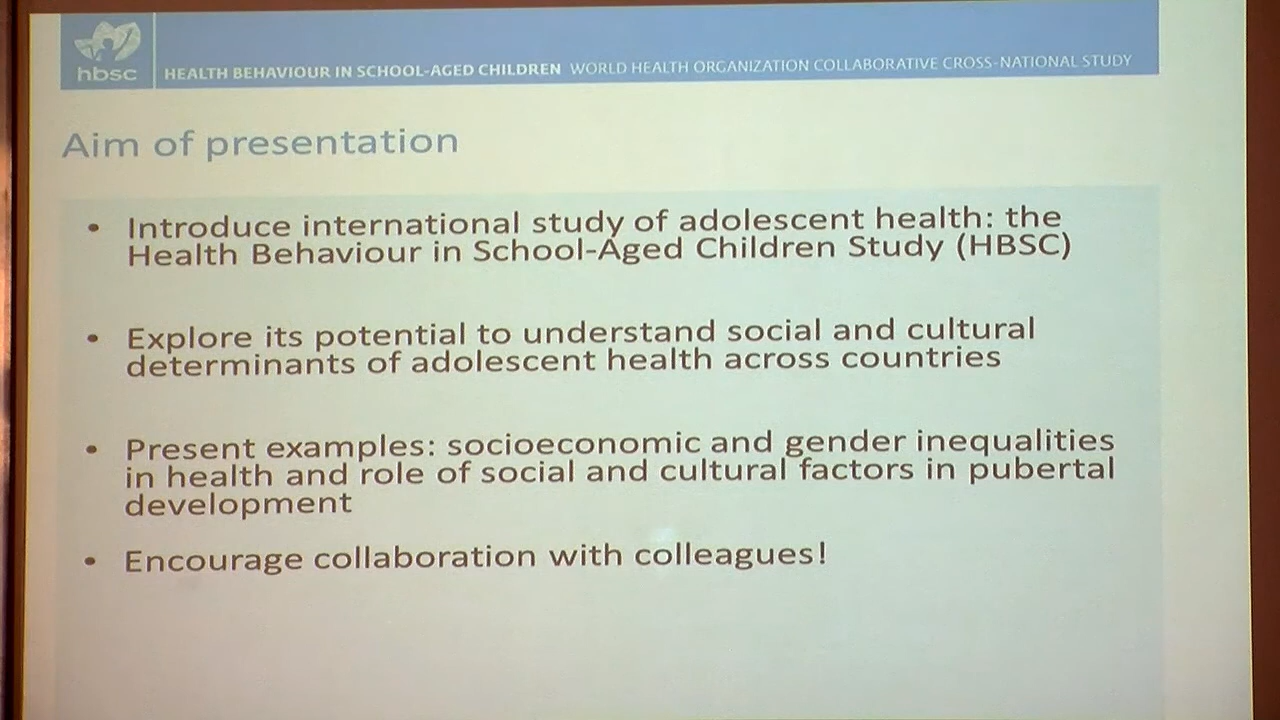 hbsc
HEALTH BEHAVIOUR IN SCHOOL-AGED CHILDREN WORLD HEALTH ORGANIZATION COLLABORATIVE CROSS-NATIONAL STUDY
Aim of presentation
• Introduce international study of adolescent health: the
Health Behaviour in School-Aged Children Study (HBSC)
• Explore its potential to understand social and cultural
determinants of adolescent health across countries
• Present examples: socioeconomic and gender inequalities
in health and role of social and cultural factors in pubertal
development
• Encourage collaboration with colleagues!